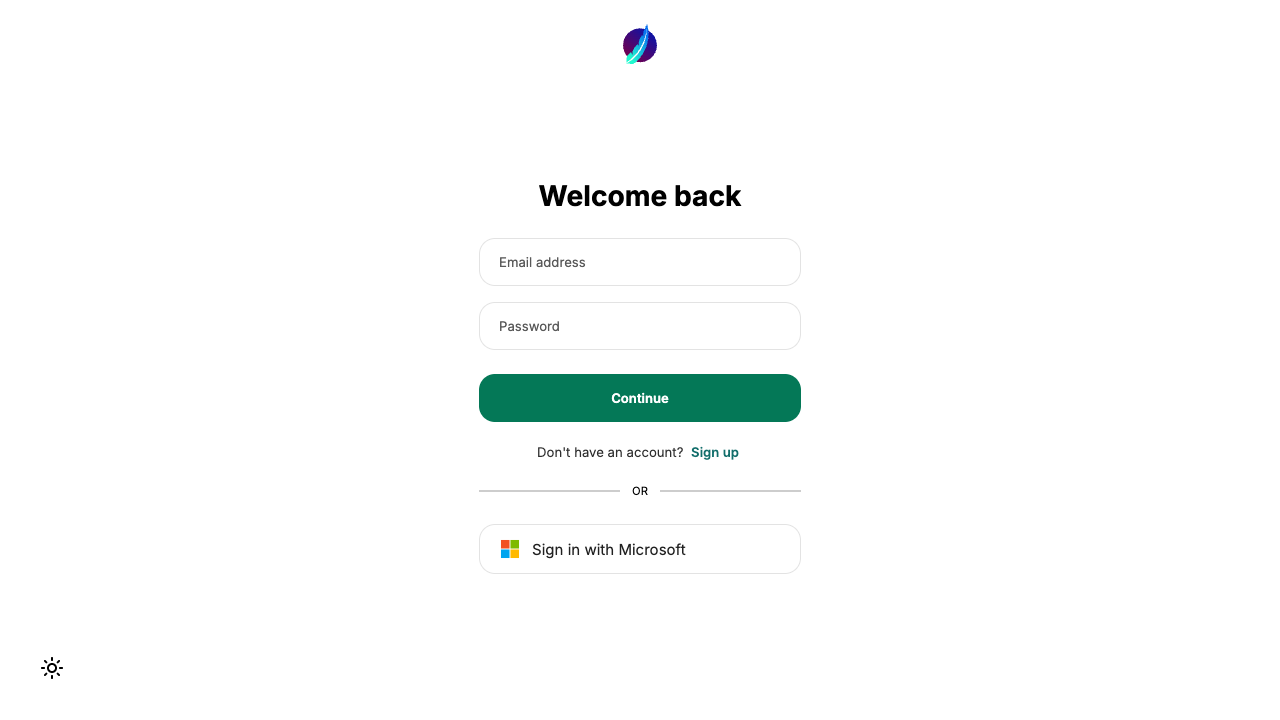 Welcome back
Email address
Password
Continue
Don't have an account? Sign up
OR
Sign in with Microsoft